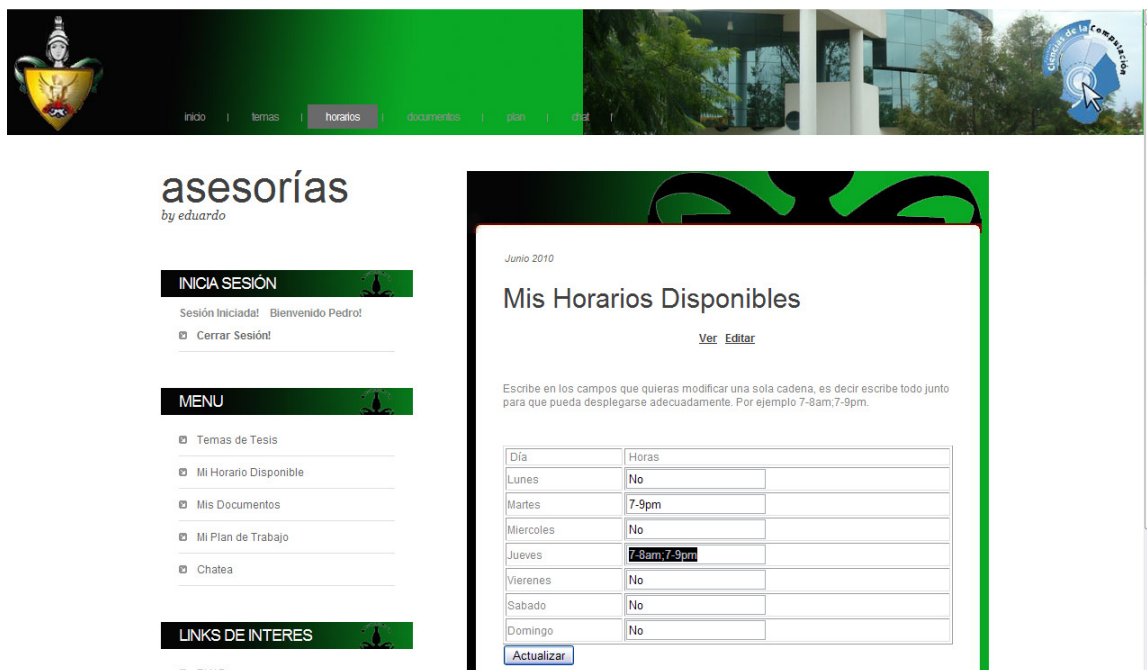 Ciencias de la Computación
inicio | temas | horarios | documentos | plan | chat |
asesorías
by eduardo
INICIA SESIÓN
Sesión Iniciada! Bienvenido Pedro!
Cerrar Sesión!
MENU
Temas de Tesis
Mi Horario Disponible
Mis Documentos
Mi Plan de Trabajo
Chatea
LINKS DE INTERES
Junio 2010
Mis Horarios Disponibles
Ver Editar
Escribe en los campos que quieras modificar una sola cadena, es decir escribe todo junto
para que pueda desplegarse adecuadamente. Por ejemplo 7-8am;7-9pm.
Día Horas
Lunes No
Martes 7-9pm
Miercoles No
Jueves 7-8am;7-9pm
Vierenes No
Sabado No
Domingo No
Actualizar